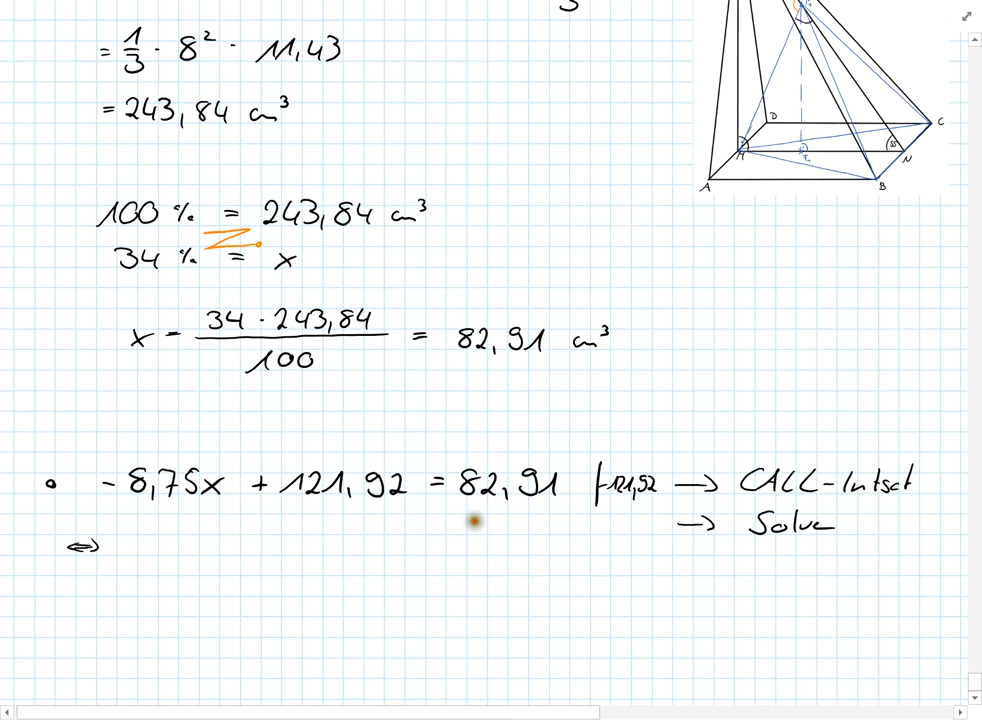 = 1/3 · 8² · 11,43
= 243,84 cm³
100 % = 243,84 cm³
34 % = x
x = 34 · 243,84 / 100 = 82,91 cm³
- 8,75x + 121,92 = 82,91 |-121,92 → CALC-Intsct
→ Solve
⇔
D
C
M
N
A
B